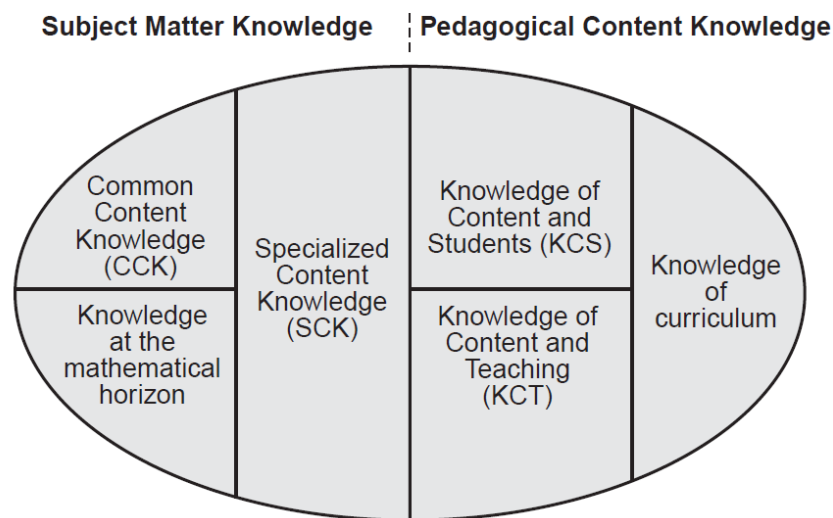 Subject Matter Knowledge
Pedagogical Content Knowledge
Common
Content
Knowledge
(CCK)
Knowledge
at the
mathematical
horizon
Specialized
Content
Knowledge
(SCK)
Knowledge of
Content and
Students (KCS)
Knowledge of
Content and
Teaching
(KCT)
Knowledge
of
curriculum